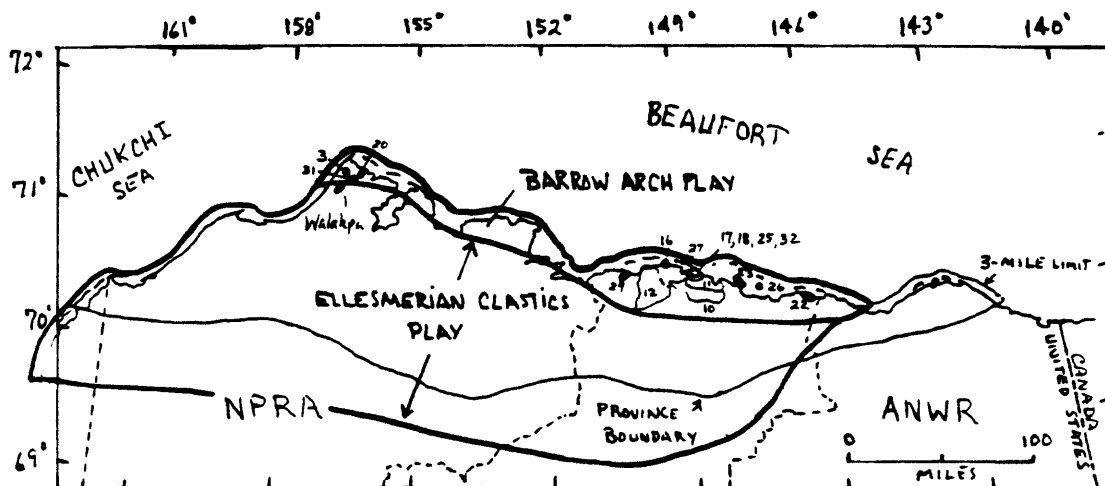 161° 158° 155° 152° 149° 146° 143° 140°
72°
71°
70°
69°
CHUKCHI
SEA
BEAUFORT
SEA
3 20
31
Walakpa
BARROW ARCH PLAY
16
27
17, 18, 25, 32
3-MILE LIMIT
12
11
10
26
22
ELLESMERIAN CLASTICS
PLAY
NPRA
PROVINCE
BOUNDARY
ANWR
CANADA
UNITED STATES
0 100
MILES